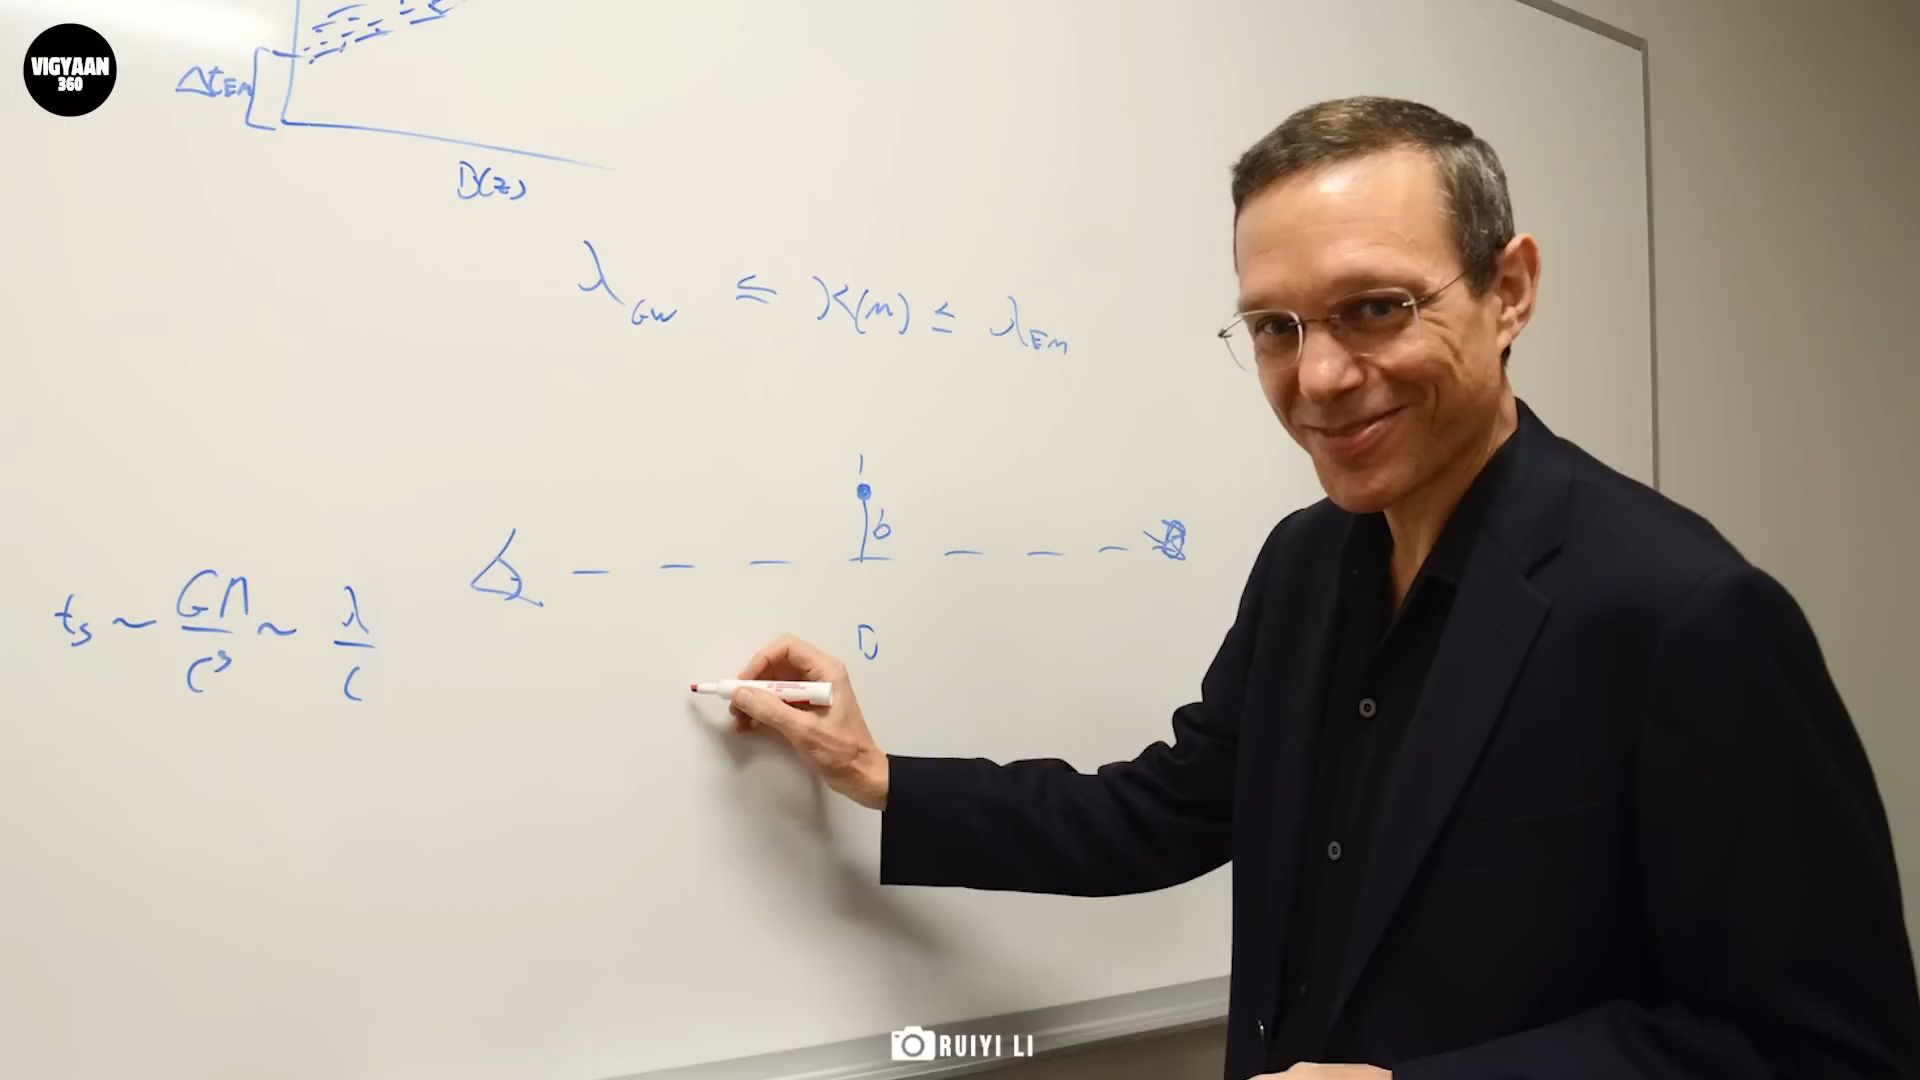 VIGYAAN
360
Δt_EM
D(z)
λ_GW ≤ (m) ≤ λ_EM
b
t_s ~ GM/c³ ~ λ/c
D
RUIYI LI